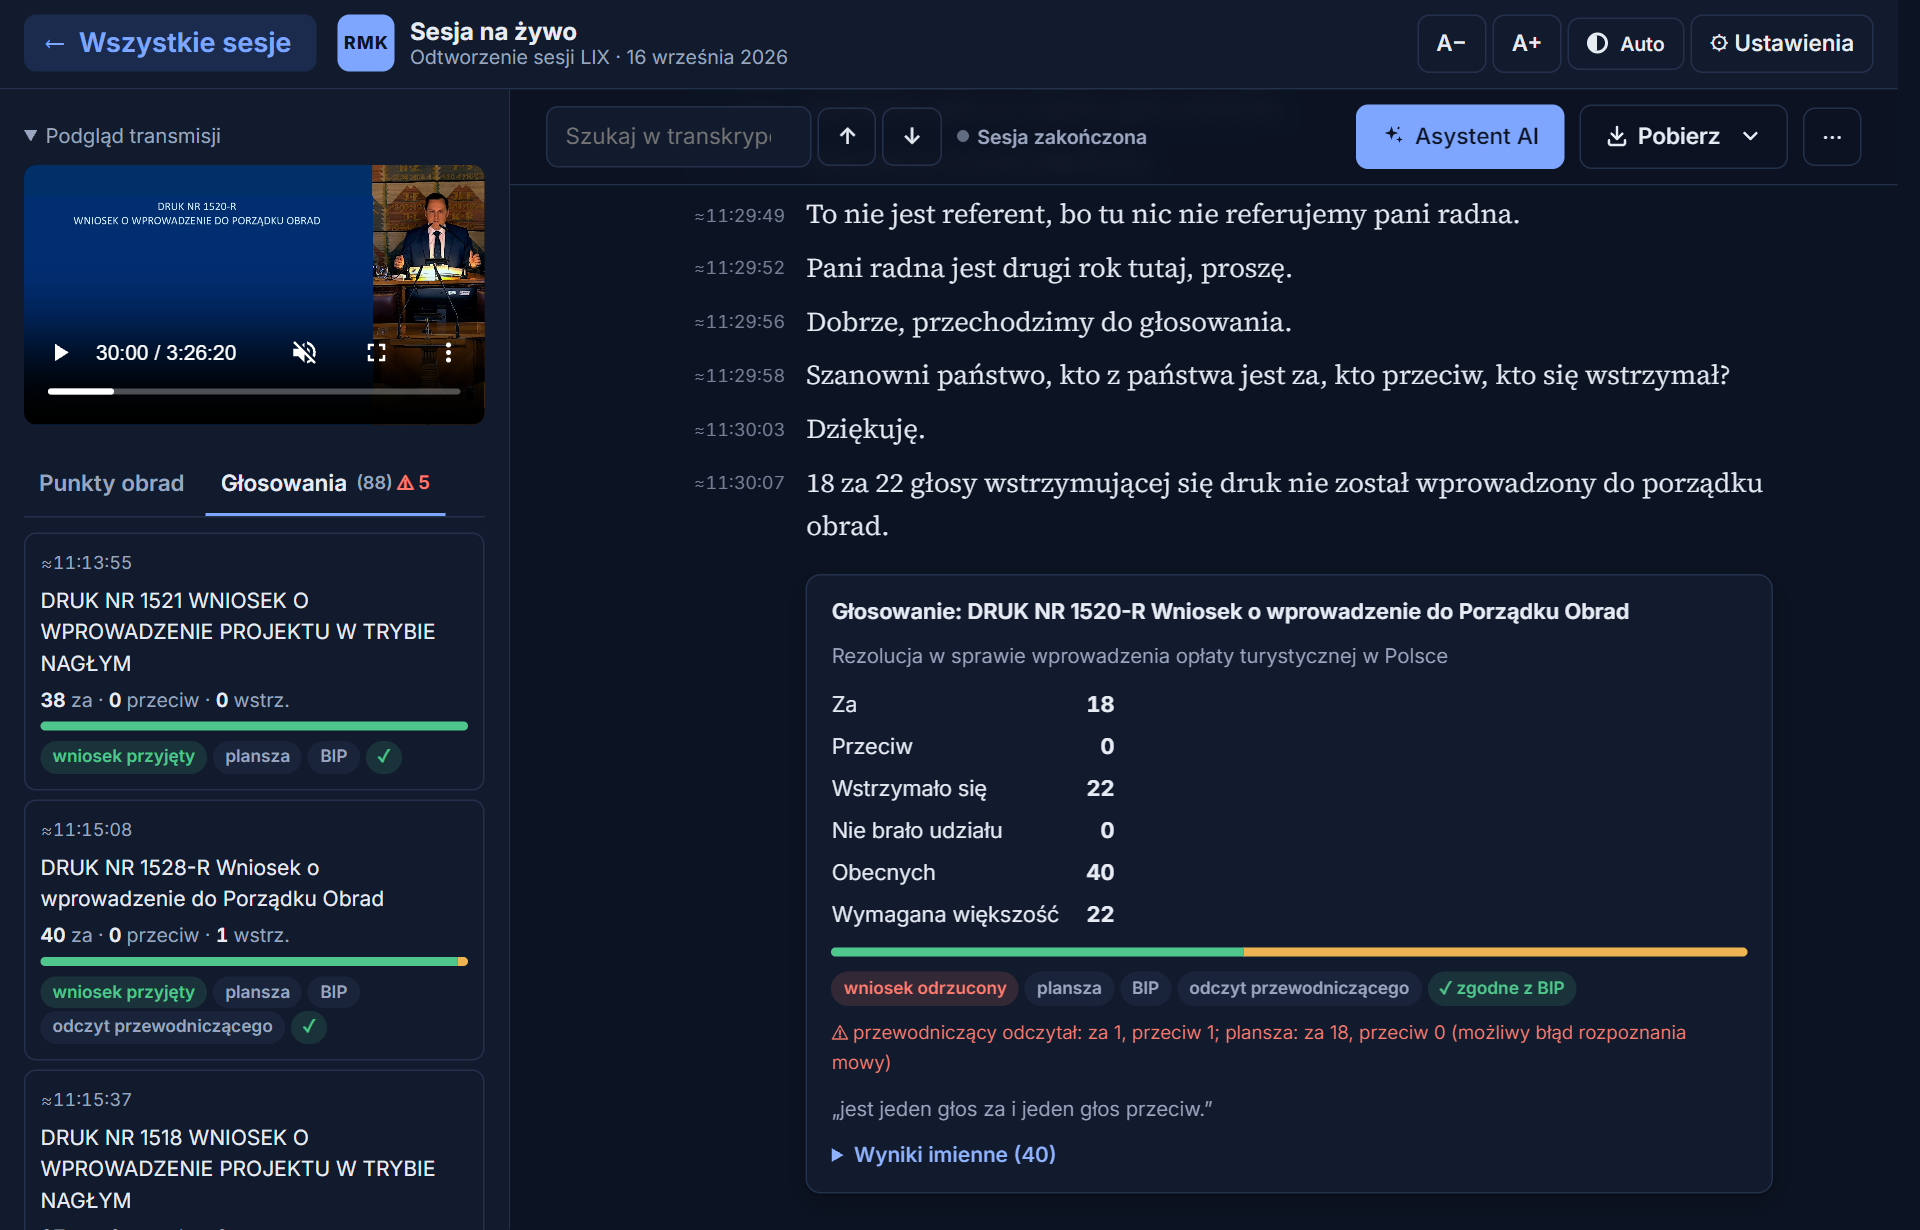 ← Wszystkie sesje
RMK
Sesja na żywo
Odtworzenie sesji LIX · 16 września 2026
A−
A+
Auto
Ustawienia
▼ Podgląd transmisji
DRUK NR 1520-R
WNIOSEK O WPROWADZENIE DO PORZĄDKU OBRAD
30:00 / 3:26:20
Punkty obrad
Głosowania (88) ⚠ 5
≈11:13:55
DRUK NR 1521 WNIOSEK O
WPROWADZENIE PROJEKTU W TRYBIE
NAGŁYM
38 za · 0 przeciw · 0 wstrz.
wniosek przyjęty plansza BIP ✓
≈11:15:08
DRUK NR 1528-R Wniosek o
wprowadzenie do Porządku Obrad
40 za · 0 przeciw · 1 wstrz.
wniosek przyjęty plansza BIP
odczyt przewodniczącego ✓
≈11:15:37
DRUK NR 1518 WNIOSEK O
WPROWADZENIE PROJEKTU W TRYBIE
NAGŁYM
Szukaj w transkryp
↑
↓
Sesja zakończona
Asystent AI
Pobierz
...
≈11:29:49 To nie jest referent, bo tu nic nie referujemy pani radna.
≈11:29:52 Pani radna jest drugi rok tutaj, proszę.
≈11:29:56 Dobrze, przechodzimy do głosowania.
≈11:29:58 Szanowni państwo, kto z państwa jest za, kto przeciw, kto się wstrzymał?
≈11:30:03 Dziękuję.
≈11:30:07 18 za 22 głosy wstrzymującej się druk nie został wprowadzony do porządku
obrad.
Głosowanie: DRUK NR 1520-R Wniosek o wprowadzenie do Porządku Obrad
Rezolucja w sprawie wprowadzenia opłaty turystycznej w Polsce
Za 18
Przeciw 0
Wstrzymało się 22
Nie brało udziału 0
Obecnych 40
Wymagana większość 22
wniosek odrzucony plansza BIP odczyt przewodniczącego ✓ zgodne z BIP
⚠ przewodniczący odczytał: za 1, przeciw 1; plansza: za 18, przeciw 0 (możliwy błąd rozpoznania
mowy)
„jest jeden głos za i jeden głos przeciw.”
▶ Wyniki imienne (40)